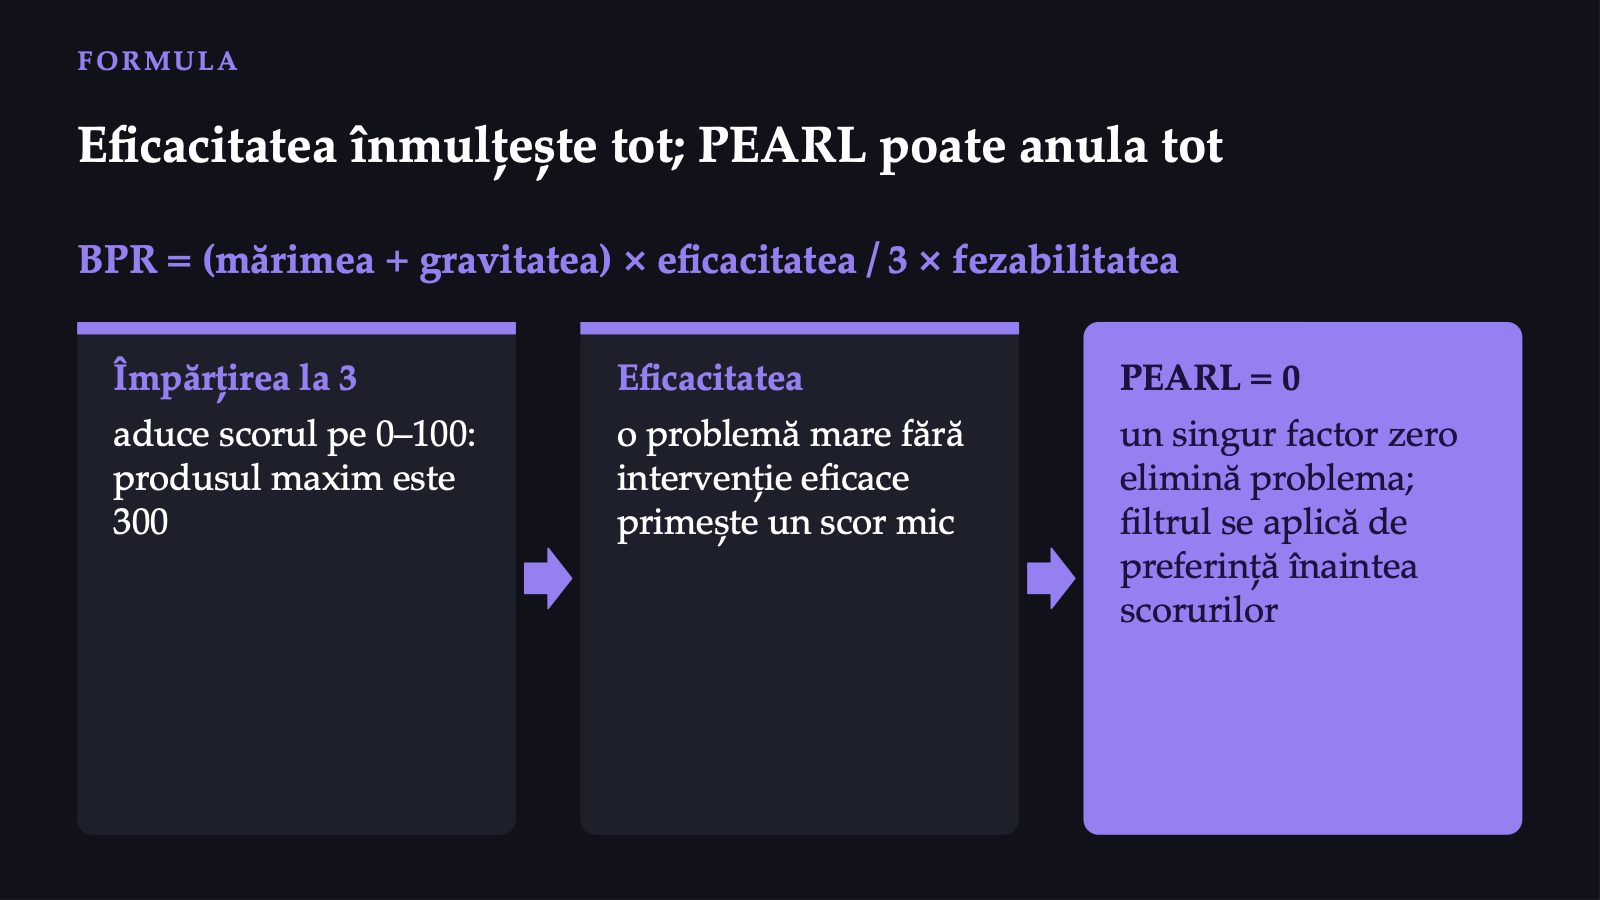 FORMULA
Eficacitatea înmulțește tot; PEARL poate anula tot
BPR = (mărimea + gravitatea) × eficacitatea / 3 × fezabilitatea
Împărțirea la 3
aduce scorul pe 0–100:
produsul maxim este
300
Eficacitatea
o problemă mare fără
intervenție eficace
primește un scor mic
PEARL = 0
un singur factor zero
elimină problema;
filtrul se aplică de
preferință înaintea
scorurilor